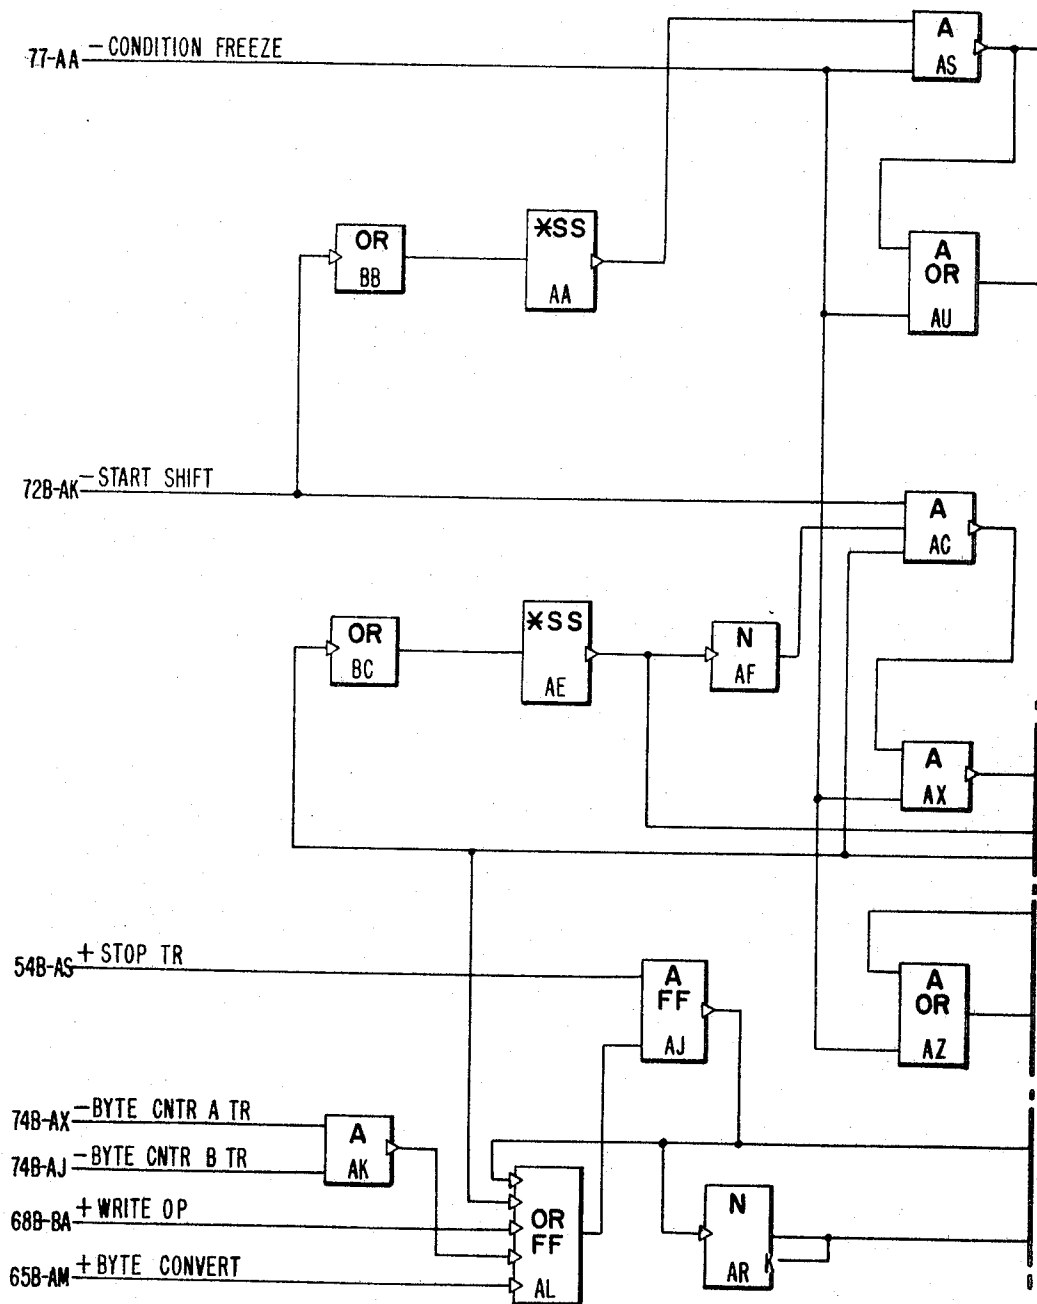 77-AA -CONDITION FREEZE
A
AS
OR
BB
*SS
AA
A
OR
AU
72B-AK -START SHIFT
A
AC
OR
BC
*SS
AE
N
AF
A
AX
54B-AS +STOP TR
A
FF
AJ
A
OR
AZ
74B-AX -BYTE CNTR A TR
74B-AJ -BYTE CNTR B TR
A
AK
68B-BA +WRITE OP
65B-AM +BYTE CONVERT
OR
FF
AL
N
K
AR